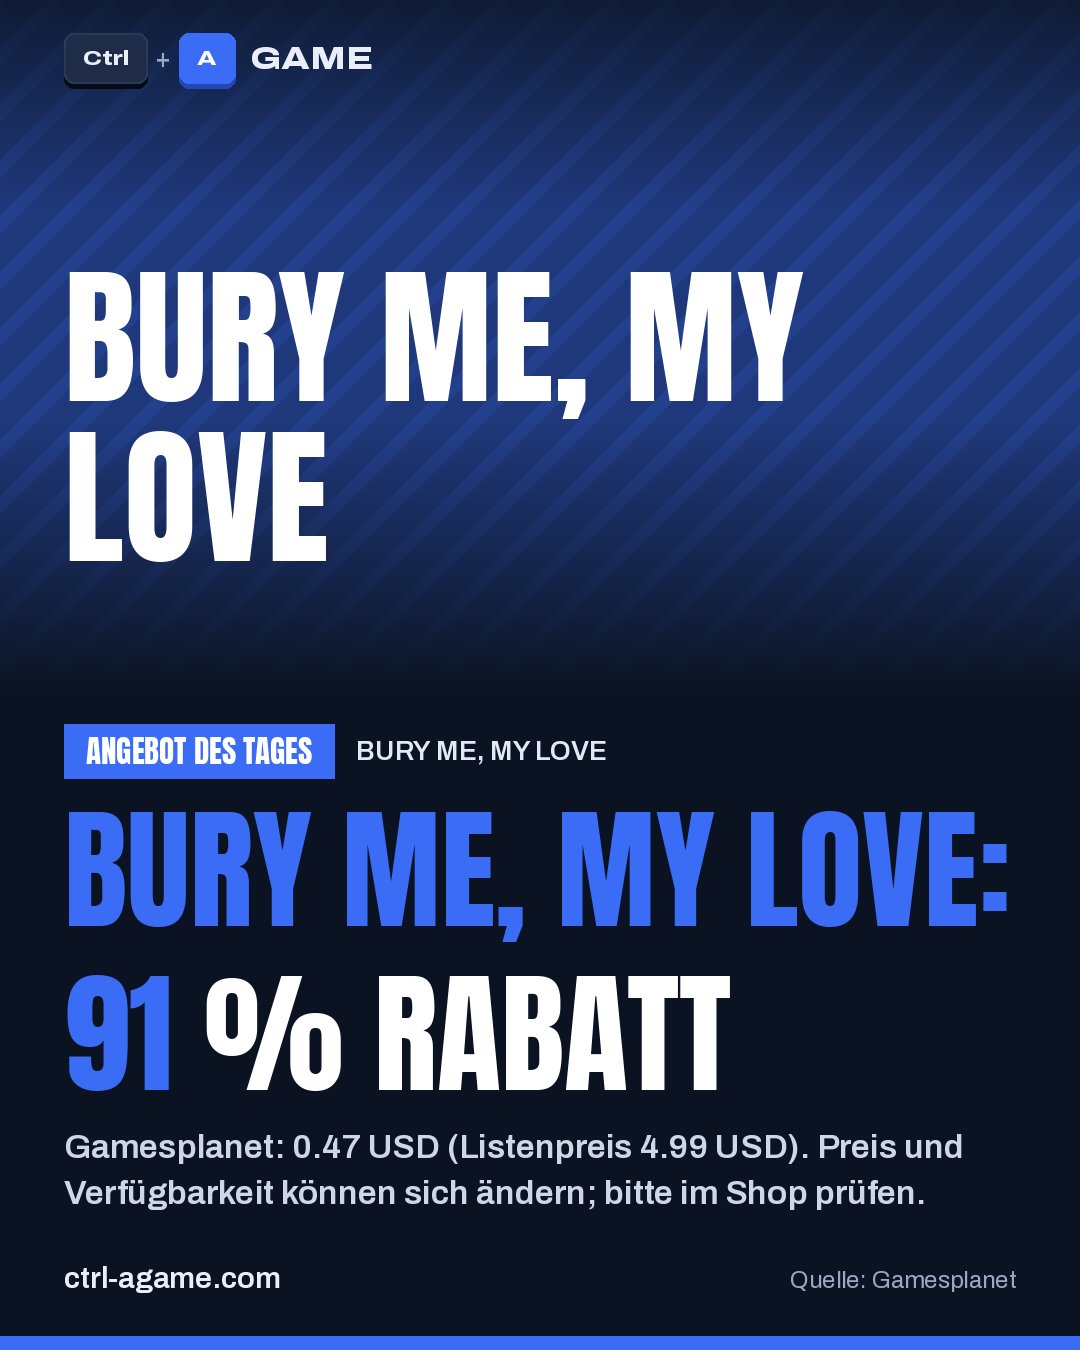 Ctrl + A GAME
BURY ME, MY
LOVE
ANGEBOT DES TAGES BURY ME, MY LOVE
BURY ME, MY LOVE:
91 % RABATT
Gamesplanet: 0.47 USD (Listenpreis 4.99 USD). Preis und
Verfügbarkeit können sich ändern; bitte im Shop prüfen.
ctrl-agame.com Quelle: Gamesplanet